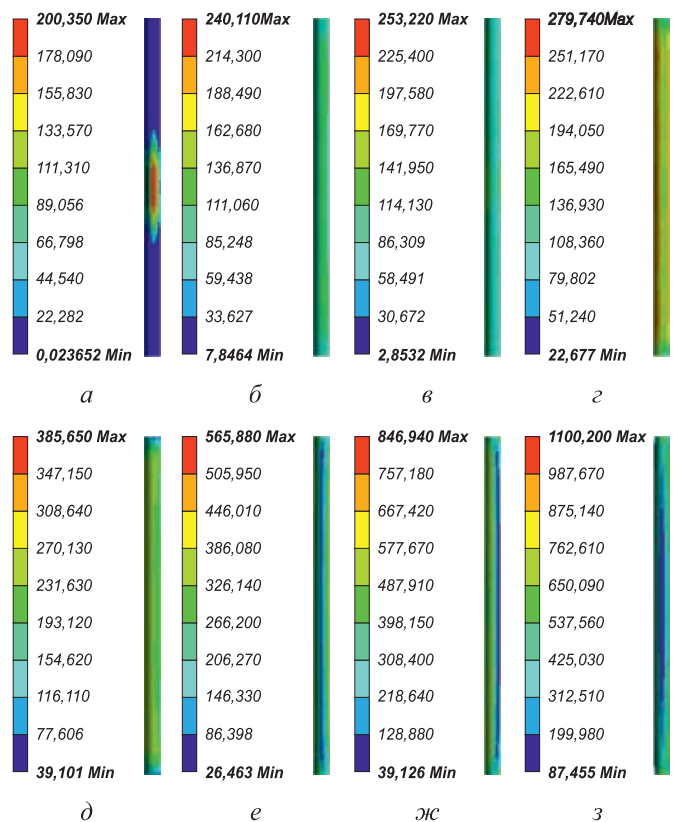 200,350 Max
178,090
155,830
133,570
111,310
89,056
66,798
44,540
22,282
0,023652 Min
а
240,110Max
214,300
188,490
162,680
136,870
111,060
85,248
59,438
33,627
7,8464 Min
б
253,220 Max
225,400
197,580
169,770
141,950
114,130
86,309
58,491
30,672
2,8532 Min
в
279,740Max
251,170
222,610
194,050
165,490
136,930
108,360
79,802
51,240
22,677 Min
г
385,650 Max
347,150
308,640
270,130
231,630
193,120
154,620
116,110
77,606
39,101 Min
д
565,880 Max
505,950
446,010
386,080
326,140
266,200
206,270
146,330
86,398
26,463 Min
е
846,940 Max
757,180
667,420
577,670
487,910
398,150
308,400
218,640
128,880
39,126 Min
ж
1100,200 Max
987,670
875,140
762,610
650,090
537,560
425,030
312,510
199,980
87,455 Min
з